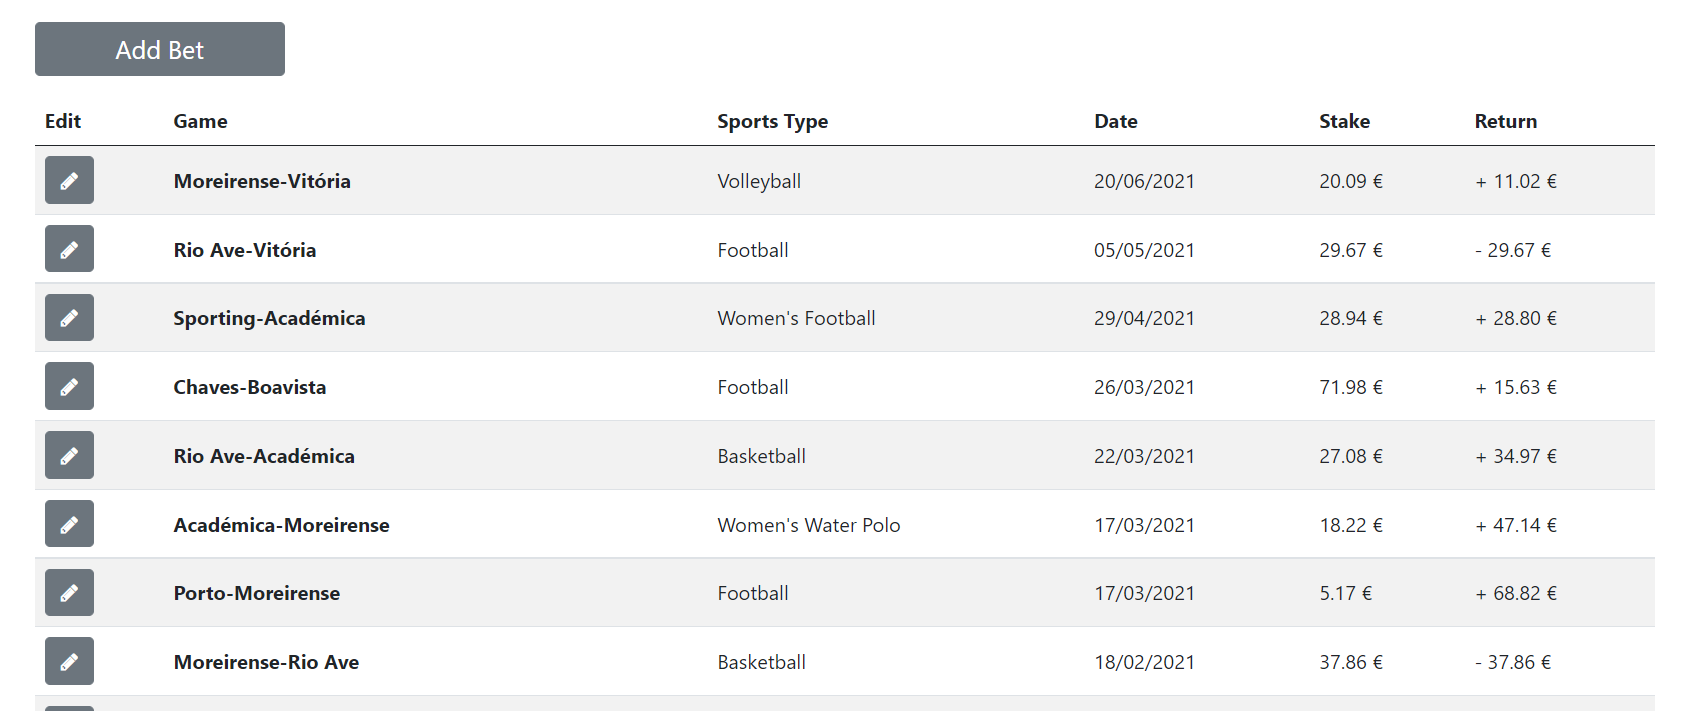 Add Bet
Edit Game Sports Type Date Stake Return
Moreirense-Vitória Volleyball 20/06/2021 20.09 € + 11.02 €
Rio Ave-Vitória Football 05/05/2021 29.67 € - 29.67 €
Sporting-Académica Women's Football 29/04/2021 28.94 € + 28.80 €
Chaves-Boavista Football 26/03/2021 71.98 € + 15.63 €
Rio Ave-Académica Basketball 22/03/2021 27.08 € + 34.97 €
Académica-Moreirense Women's Water Polo 17/03/2021 18.22 € + 47.14 €
Porto-Moreirense Football 17/03/2021 5.17 € + 68.82 €
Moreirense-Rio Ave Basketball 18/02/2021 37.86 € - 37.86 €